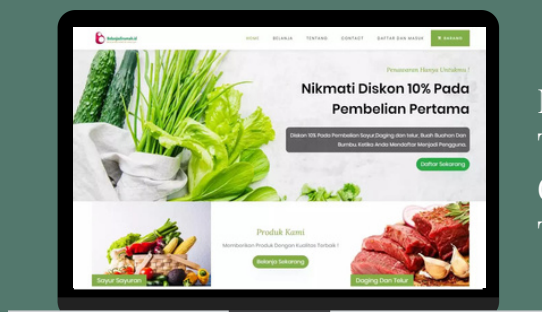 HOME BELANJA TENTANG CONTACT DAFTAR DAN MASUK
Penawaran Hanya Untukmu !
Nikmati Diskon 10% Pada
Pembelian Pertama
Diskon 10% Pada Pembelian Sayur,Daging dan telur, Buah Buahan Dan
Bumbu, Ketika Anda Mendaftar Menjadi Pengguna.
Daftar Sekarang
Produk Kami
Memberikan Produk Dengan Kualitas Terbaik !
Belanja Sekarang
Sayur Sayuran
Daging Dan Telur